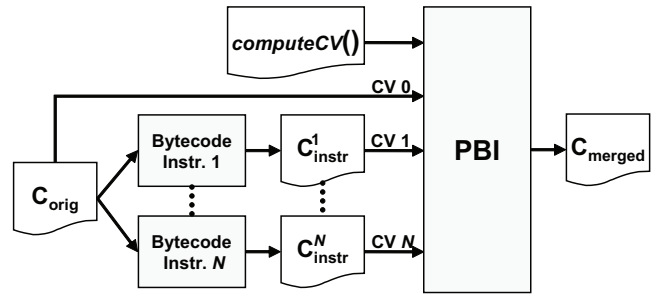 computeCV()
CV 0
Bytecode
Instr. 1
C¹instr
CV 1
PBI
Cmerged
Corig
Bytecode
Instr. N
Cᴺinstr
CV N